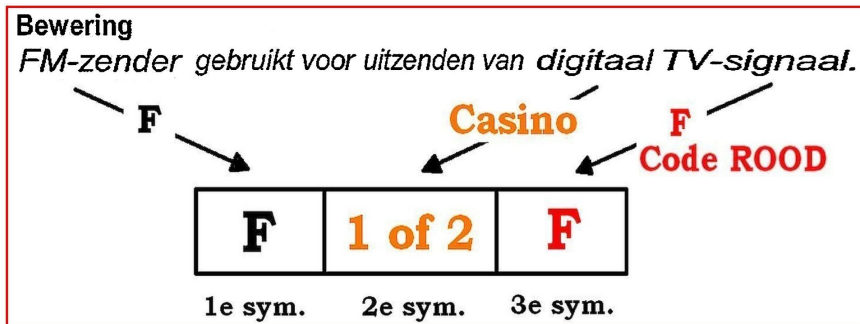 Bewering
FM-zender gebruikt voor uitzenden van digitaal TV-signaal.
F Casino F
Code ROOD
F 1 of 2 F
1e sym. 2e sym. 3e sym.